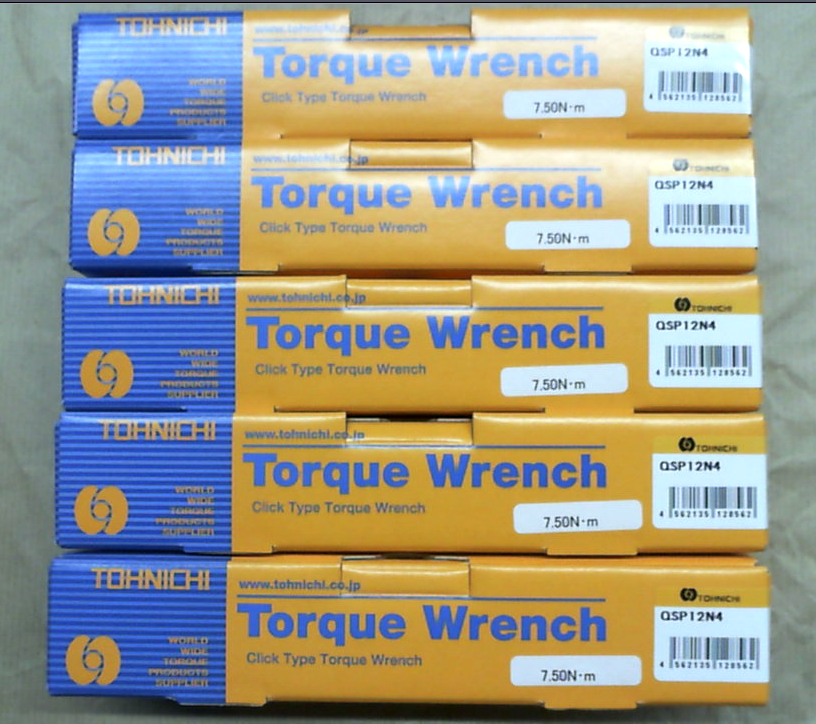 TOHNICHI
WORLD
WIDE
TORQUE
PRODUCTS
SUPPLIER
www.tohnichi.co.jp
Torque Wrench
Click Type Torque Wrench
7.50N·m
TOHNICHI
QSP12N4
4 562135 128562
TOHNICHI
WORLD
WIDE
TORQUE
PRODUCTS
SUPPLIER
www.tohnichi.co.jp
Torque Wrench
Click Type Torque Wrench
7.50N·m
TOHNICHI
QSP12N4
4 562135 128562
TOHNICHI
WORLD
WIDE
TORQUE
PRODUCTS
SUPPLIER
www.tohnichi.co.jp
Torque Wrench
Click Type Torque Wrench
7.50N·m
TOHNICHI
QSP12N4
4 562135 128562
TOHNICHI
WORLD
WIDE
TORQUE
PRODUCTS
SUPPLIER
www.tohnichi.co.jp
Torque Wrench
Click Type Torque Wrench
7.50N·m
TOHNICHI
QSP12N4
4 562135 128562
TOHNICHI
WORLD
WIDE
TORQUE
PRODUCTS
SUPPLIER
www.tohnichi.co.jp
Torque Wrench
Click Type Torque Wrench
7.50N·m
TOHNICHI
QSP12N4
4 562135 128562